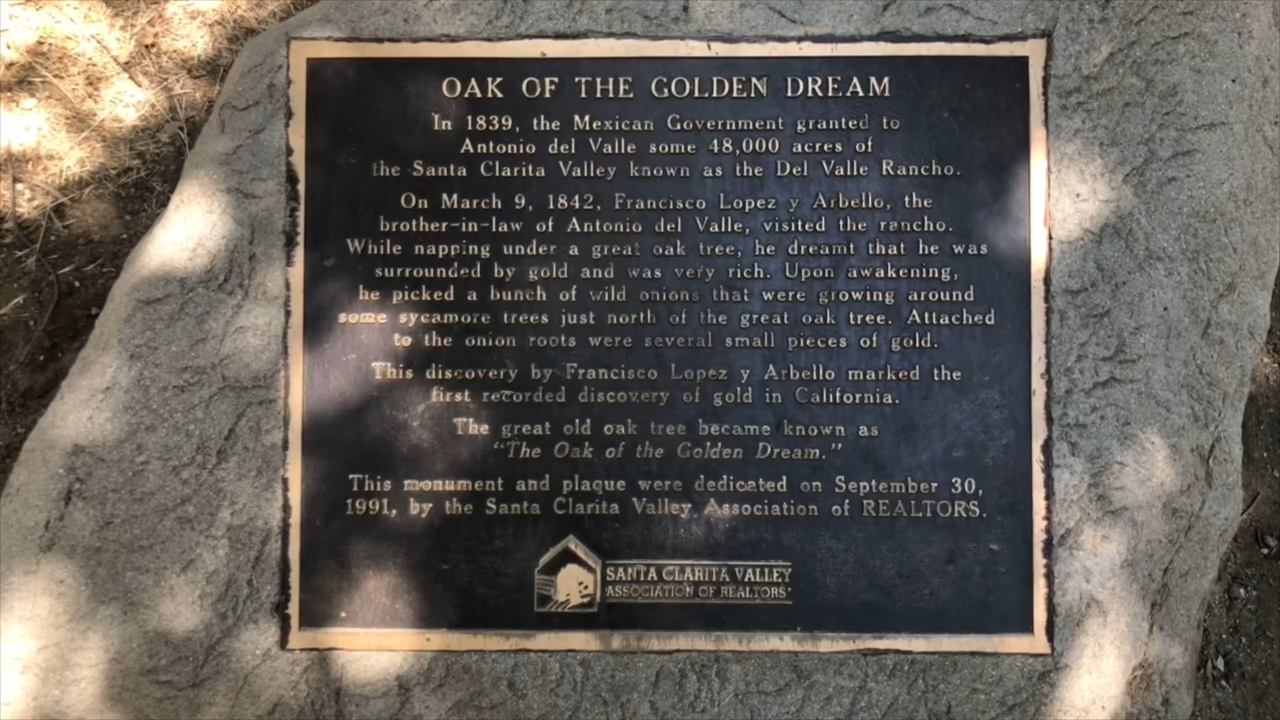 OAK OF THE GOLDEN DREAM
In 1839, the Mexican Government granted to
Antonio del Valle some 48,000 acres of
the Santa Clarita Valley known as the Del Valle Rancho.
On March 9, 1842, Francisco Lopez y Arbello, the
brother-in-law of Antonio del Valle, visited the rancho.
While napping under a great oak tree, he dreamt that he was
surrounded by gold and was very rich. Upon awakening,
he picked a bunch of wild onions that were growing around
some sycamore trees just north of the great oak tree. Attached
to the onion roots were several small pieces of gold.
This discovery by Francisco Lopez y Arbello marked the
first recorded discovery of gold in California.
The great old oak tree became known as
"The Oak of the Golden Dream."
This monument and plaque were dedicated on September 30,
1991, by the Santa Clarita Valley Association of REALTORS.
SANTA CLARITA VALLEY
ASSOCIATION OF REALTORS